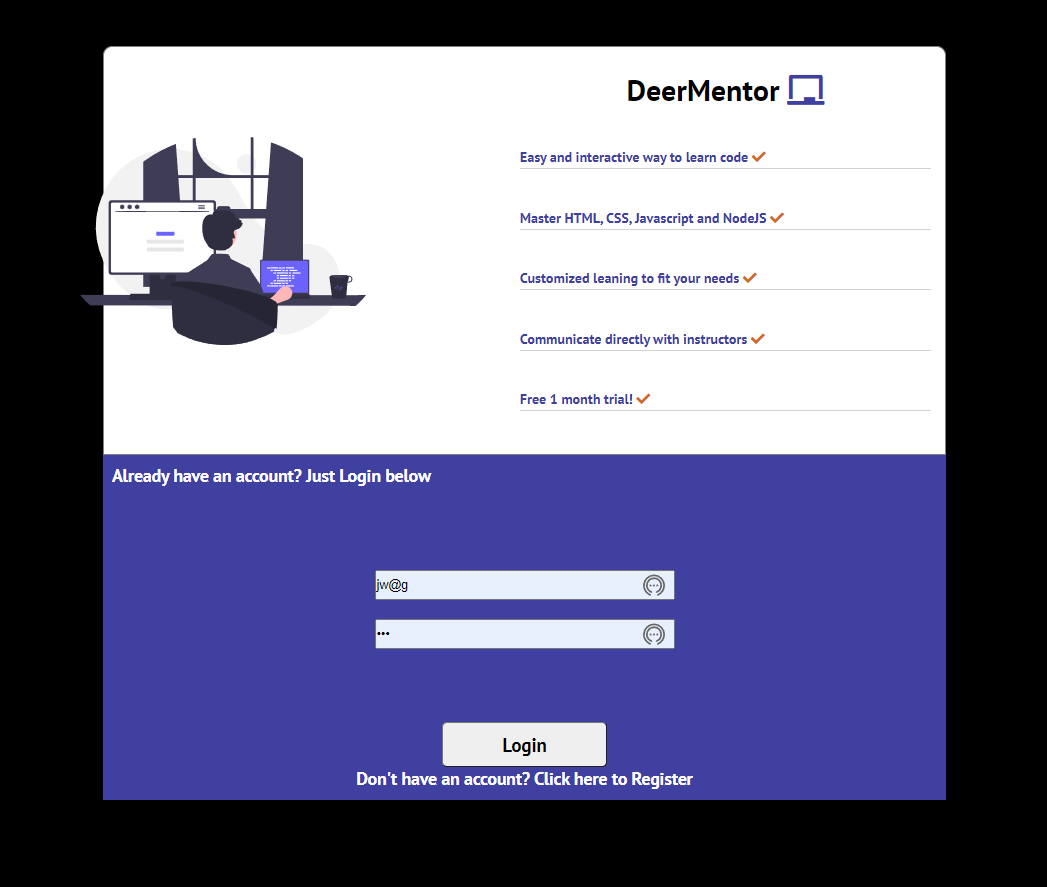 DeerMentor
Easy and interactive way to learn code
Master HTML, CSS, Javascript and NodeJS
Customized leaning to fit your needs
Communicate directly with instructors
Free 1 month trial!
Already have an account? Just Login below
jw@g
•••
Login
Don't have an account? Click here to Register